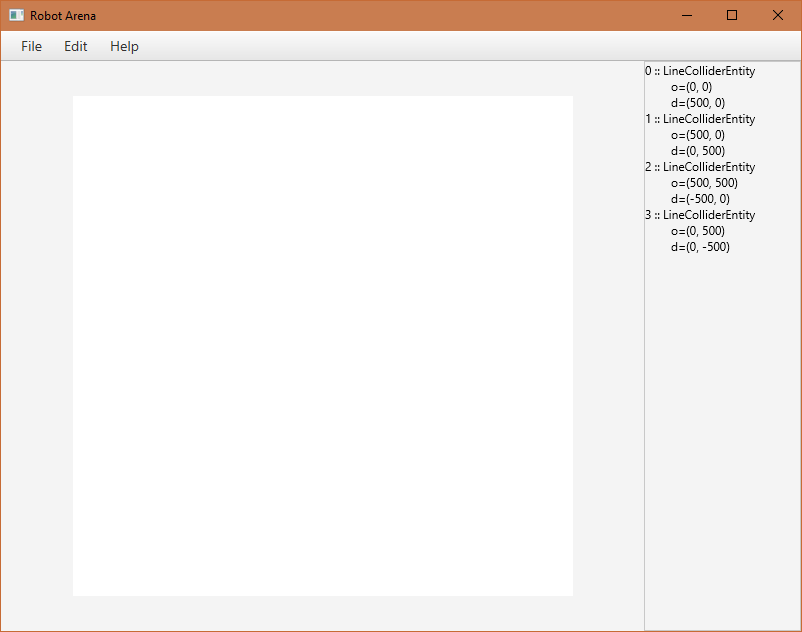 Robot Arena
File Edit Help
0 :: LineColliderEntity
o=(0, 0)
d=(500, 0)
1 :: LineColliderEntity
o=(500, 0)
d=(0, 500)
2 :: LineColliderEntity
o=(500, 500)
d=(-500, 0)
3 :: LineColliderEntity
o=(0, 500)
d=(0, -500)